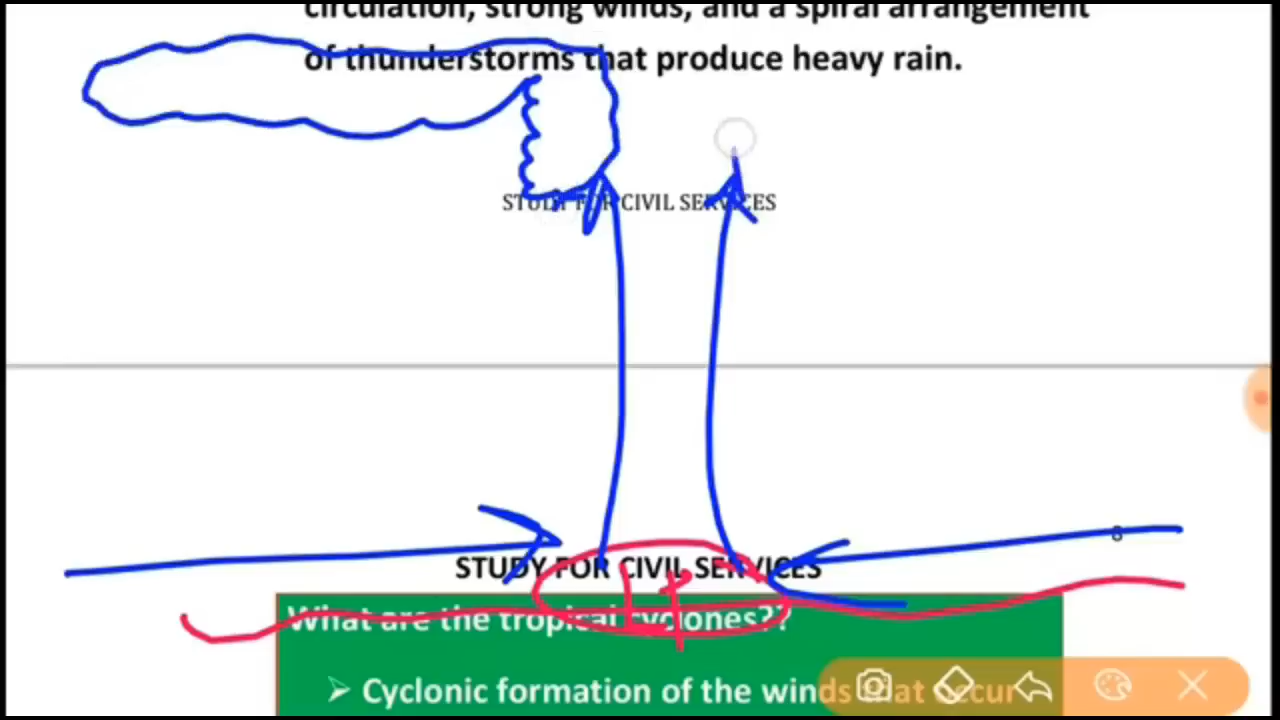 circulation, strong winds, and a spiral arrangement
of thunderstorms that produce heavy rain.
STUDY FOR CIVIL SERVICES
8
STUDY FOR CIVIL SERVICES
What are the tropical cyclones??
➢ Cyclonic formation of the winds that occur